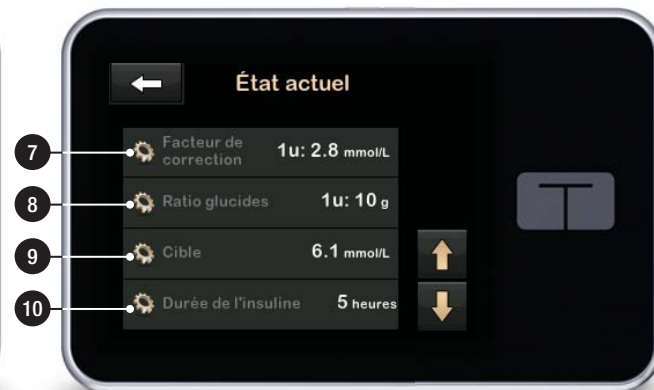 État actuel
7
Facteur de
correction
1u: 2.8 mmol/L
8
Ratio glucides
1u: 10 g
9
Cible
6.1 mmol/L
10
Durée de l'insuline
5 heures